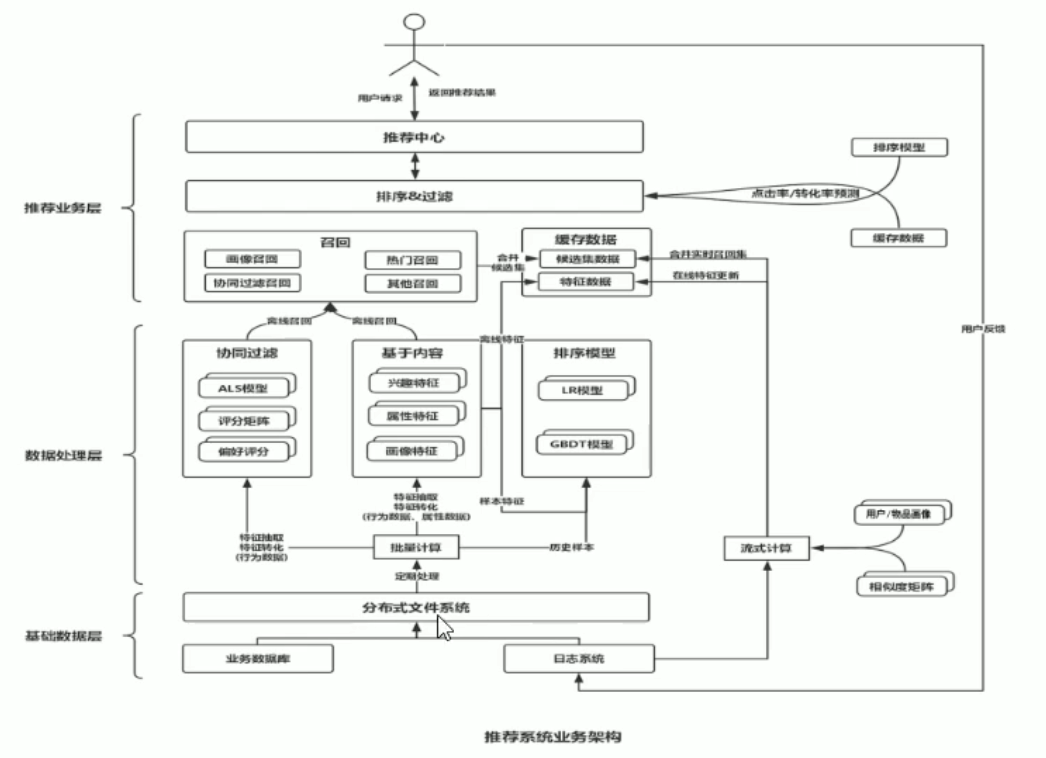 用户请求
返回推荐结果
推荐中心
排序&过滤
推荐业务层
排序模型
点击率/转化率预测
缓存数据
召回
画像召回
热门召回
协同过滤召回
其他召回
合并
候选集
缓存数据
候选集数据
特征数据
合并实时召回集
在线特征更新
用户反馈
离线召回
离线召回
离线特征
协同过滤
ALS模型
评分矩阵
偏好评分
基于内容
兴趣特征
属性特征
画像特征
排序模型
LR模型
GBDT模型
数据处理层
特征抽取
特征转化
(行为数据、属性数据)
样本特征
特征抽取
特征转化
(行为数据)
批量计算
历史样本
流式计算
用户/物品画像
相似度矩阵
定期处理
基础数据层
分布式文件系统
业务数据库
日志系统
推荐系统业务架构